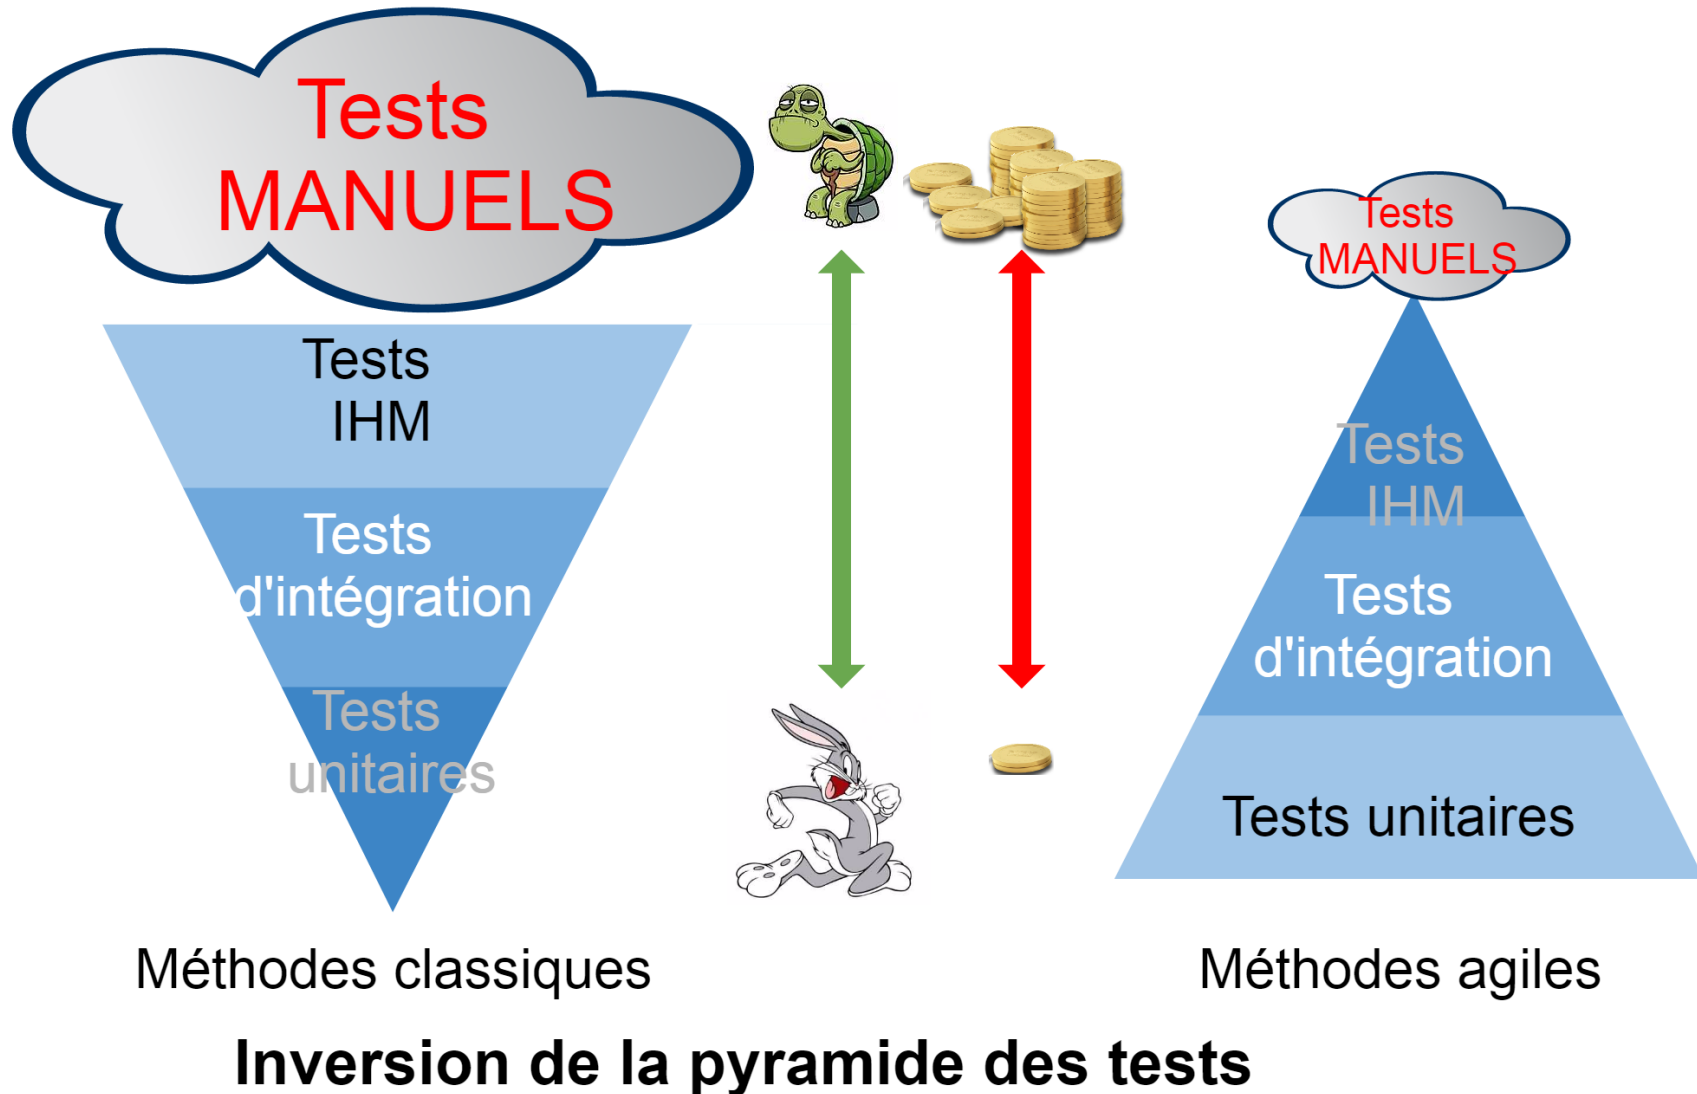 Tests
MANUELS
Tests
IHM
Tests
d'intégration
Tests
unitaires
Méthodes classiques
Tests
MANUELS
Tests
IHM
Tests
d'intégration
Tests unitaires
Méthodes agiles
Inversion de la pyramide des tests